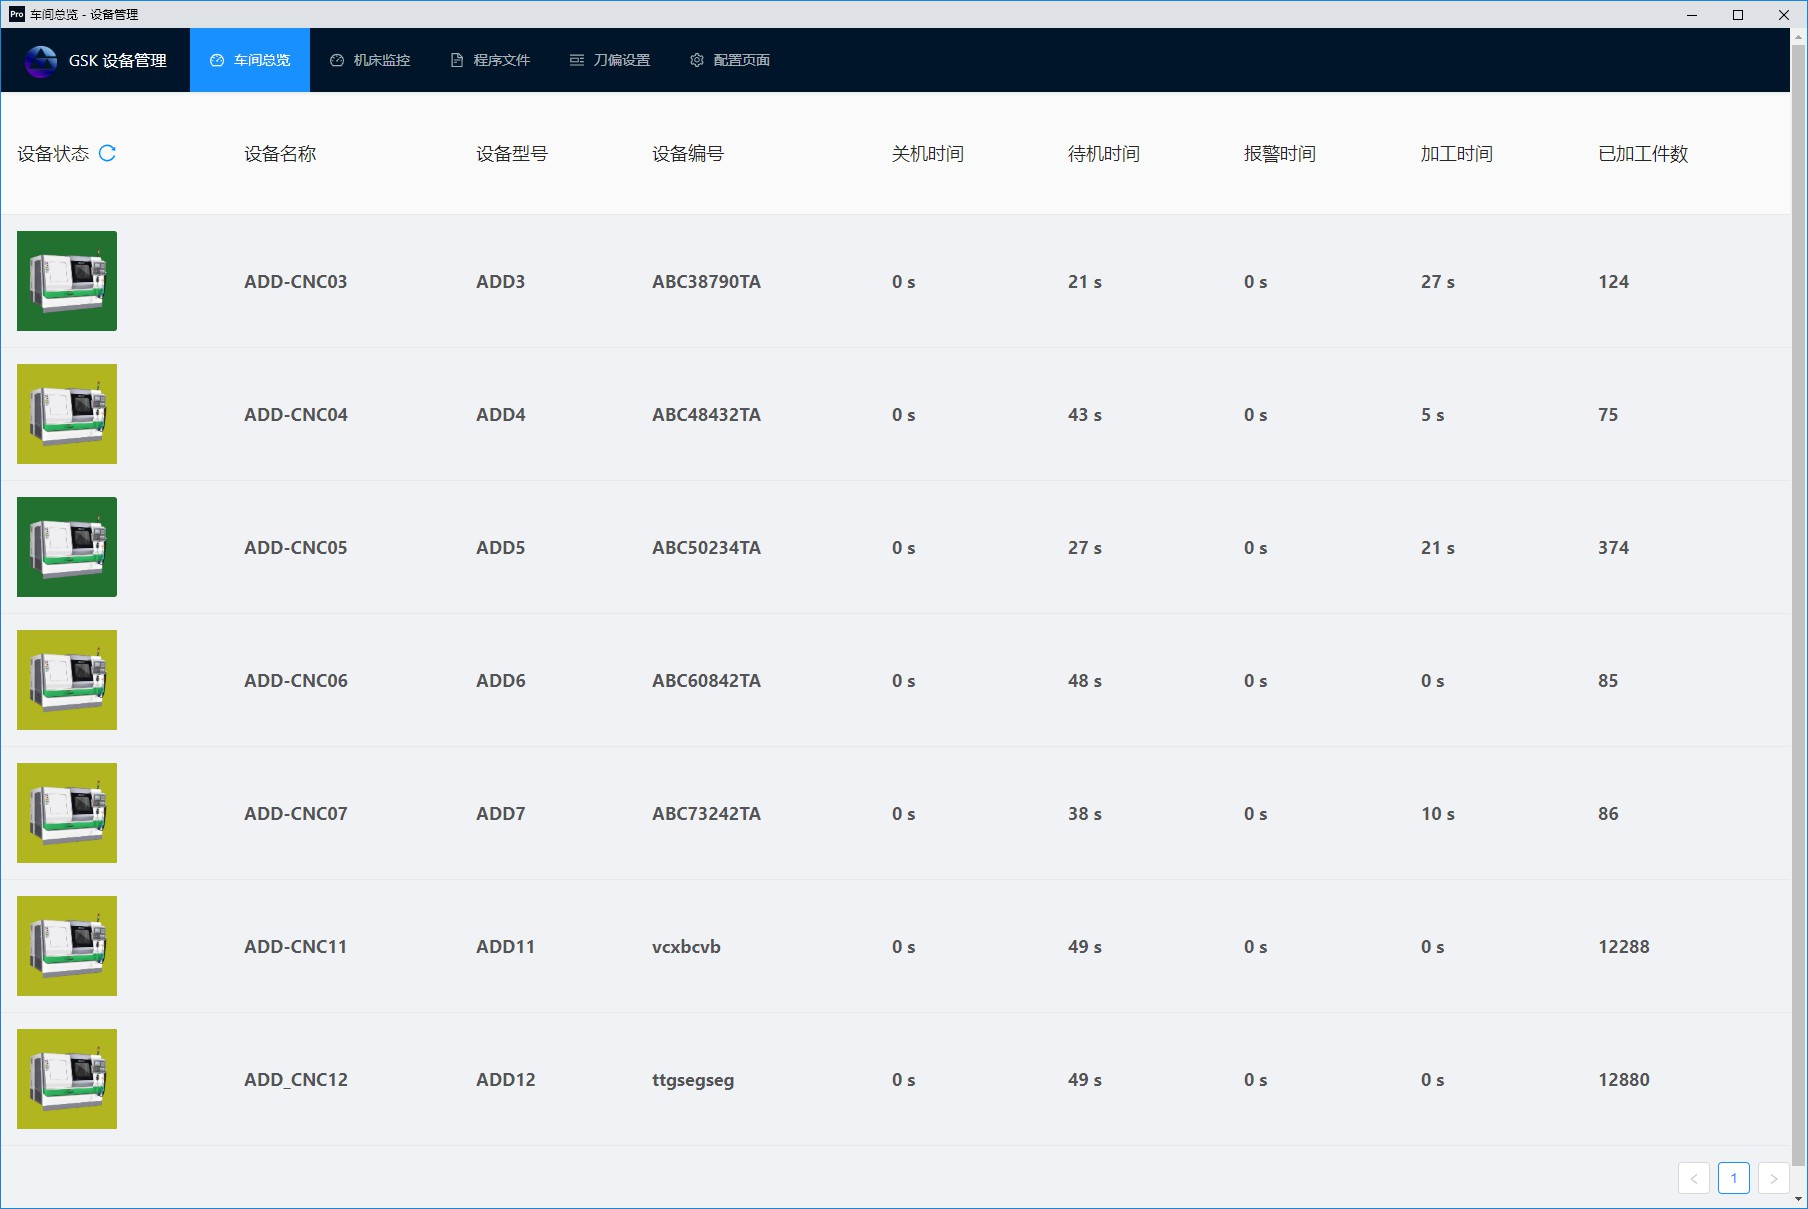 Pro 车间总览 - 设备管理
GSK 设备管理 车间总览 机床监控 程序文件 刀偏设置 配置页面
设备状态 设备名称 设备型号 设备编号 关机时间 待机时间 报警时间 加工时间 已加工件数
ADD-CNC03 ADD3 ABC38790TA 0 s 21 s 0 s 27 s 124
ADD-CNC04 ADD4 ABC48432TA 0 s 43 s 0 s 5 s 75
ADD-CNC05 ADD5 ABC50234TA 0 s 27 s 0 s 21 s 374
ADD-CNC06 ADD6 ABC60842TA 0 s 48 s 0 s 0 s 85
ADD-CNC07 ADD7 ABC73242TA 0 s 38 s 0 s 10 s 86
ADD-CNC11 ADD11 vcxbcvb 0 s 49 s 0 s 0 s 12288
ADD_CNC12 ADD12 ttgsegseg 0 s 49 s 0 s 0 s 12880
< 1 >